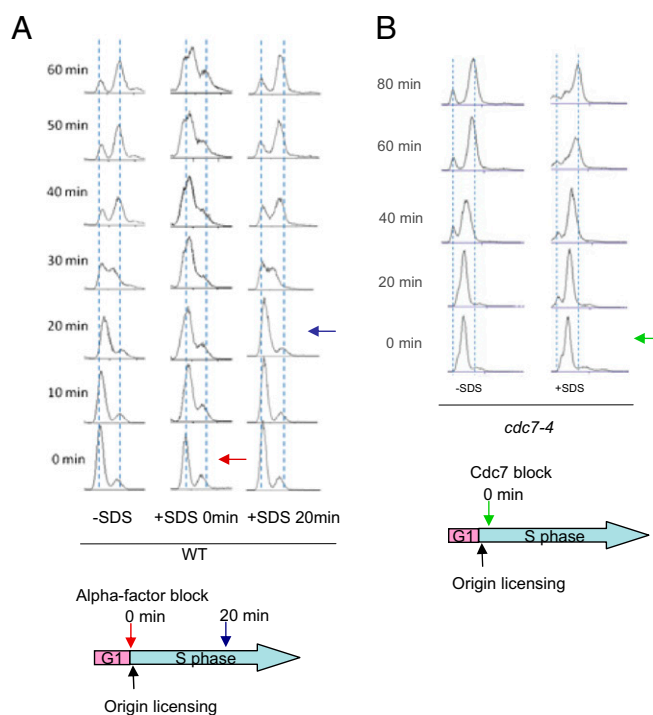 A
60 min
50 min
40 min
30 min
20 min
10 min
0 min
-SDS +SDS 0min +SDS 20min
WT
Alpha-factor block
0 min 20 min
G1 S phase
Origin licensing
B
80 min
60 min
40 min
20 min
0 min
-SDS +SDS
cdc7-4
Cdc7 block
0 min
G1 S phase
Origin licensing